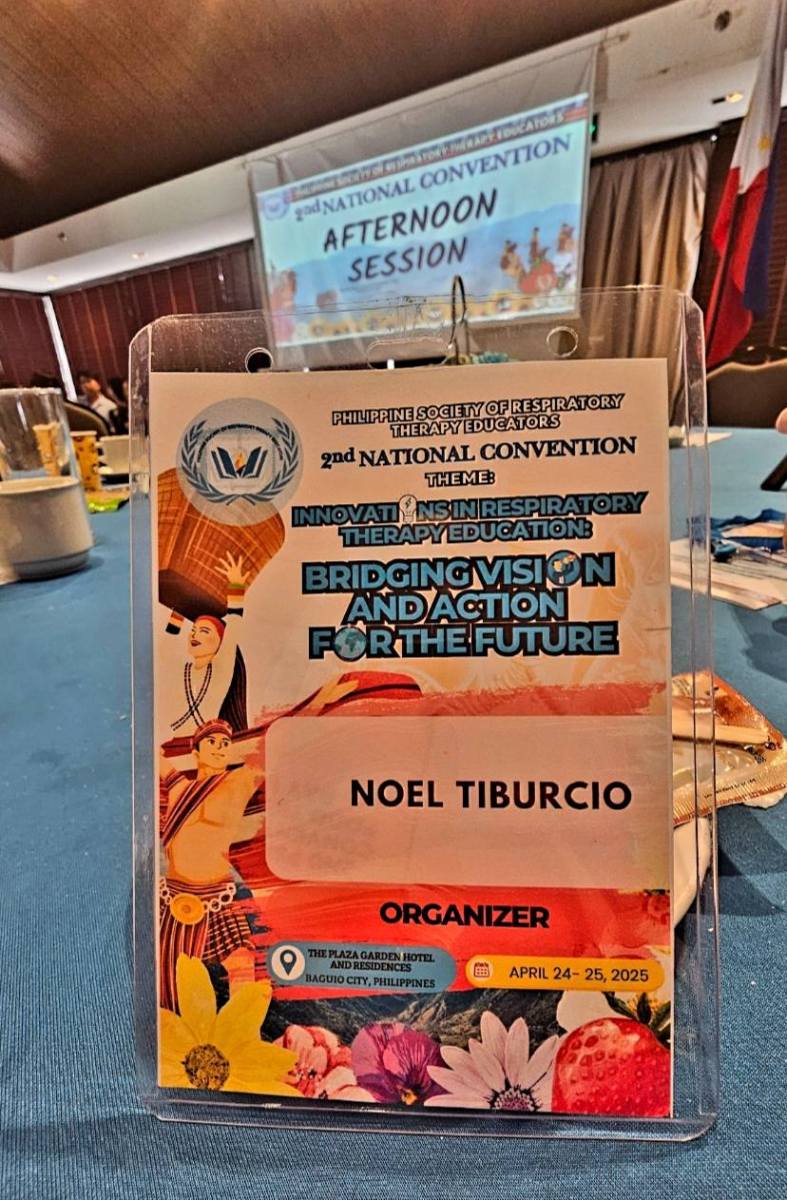 PHILIPPINE SOCIETY OF RESPIRATORY THERAPY EDUCATORS
2nd NATIONAL CONVENTION
AFTERNOON
SESSION
PHILIPPINE SOCIETY OF RESPIRATORY
THERAPY EDUCATORS
2nd NATIONAL CONVENTION
THEME:
INNOVATIONS IN RESPIRATORY
THERAPY EDUCATION:
BRIDGING VISION
AND ACTION
FOR THE FUTURE
NOEL TIBURCIO
ORGANIZER
THE PLAZA GARDEN HOTEL
AND RESIDENCES
BAGUIO CITY, PHILIPPINES
APRIL 24- 25, 2025